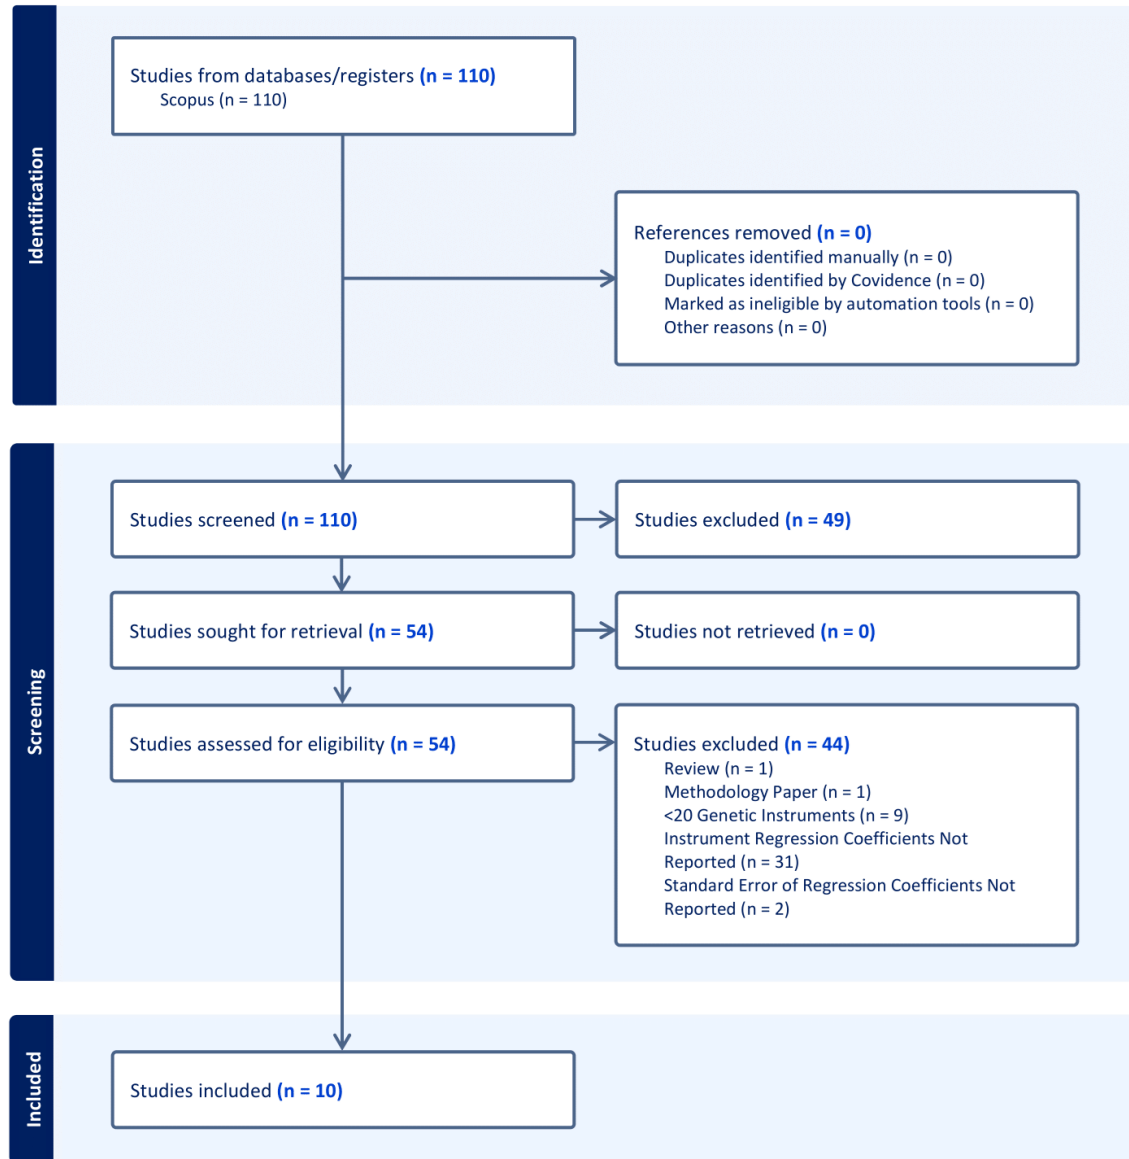 Identification
Studies from databases/registers (n = 110)
Scopus (n = 110)
References removed (n = 0)
Duplicates identified manually (n = 0)
Duplicates identified by Covidence (n = 0)
Marked as ineligible by automation tools (n = 0)
Other reasons (n = 0)
Screening
Studies screened (n = 110)
Studies excluded (n = 49)
Studies sought for retrieval (n = 54)
Studies not retrieved (n = 0)
Studies assessed for eligibility (n = 54)
Studies excluded (n = 44)
Review (n = 1)
Methodology Paper (n = 1)
<20 Genetic Instruments (n = 9)
Instrument Regression Coefficients Not
Reported (n = 31)
Standard Error of Regression Coefficients Not
Reported (n = 2)
Included
Studies included (n = 10)